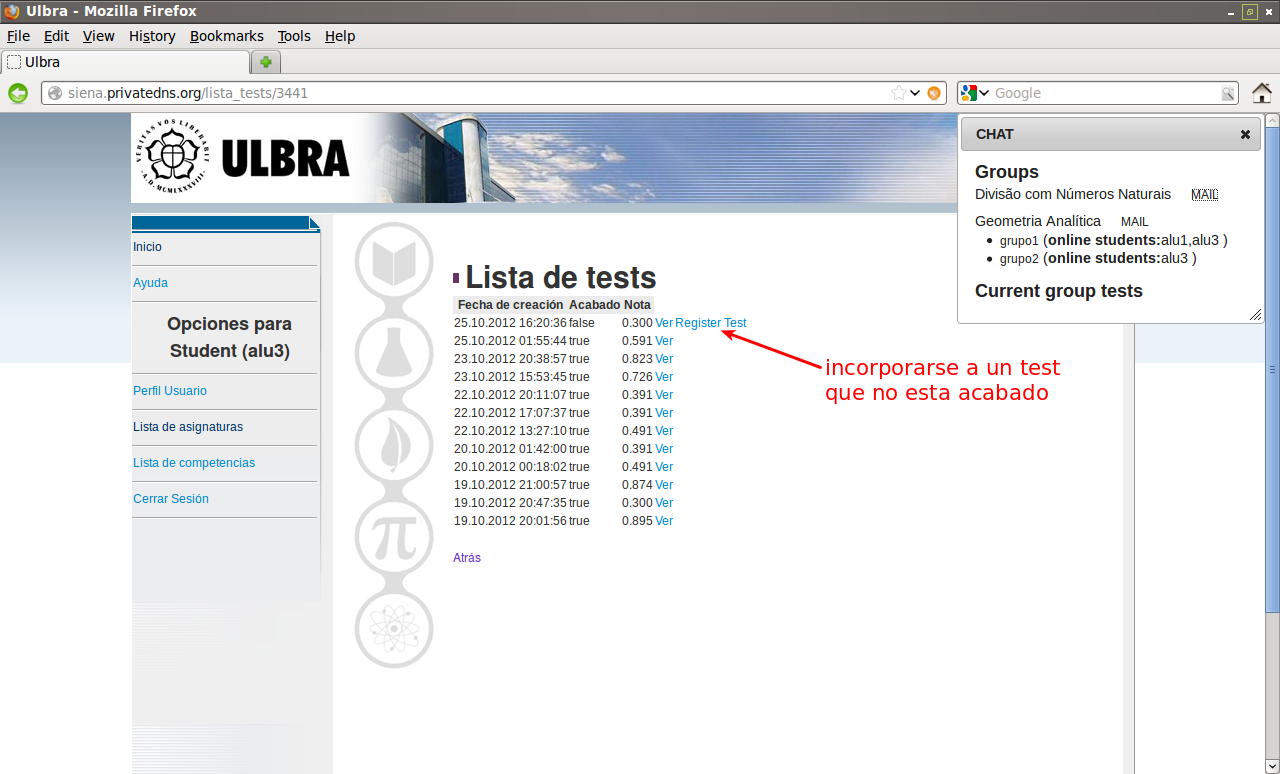 Ulbra - Mozilla Firefox
File Edit View History Bookmarks Tools Help
Ulbra
siena.privatedns.org/lista_tests/3441
Google
VERITAS VOS LIBERABIT
A.D. MCMLXXXVIII
ULBRA
Inicio
Ayuda
Opciones para
Student (alu3)
Perfil Usuario
Lista de asignaturas
Lista de competencias
Cerrar Sesión
π
Lista de tests
Fecha de creación Acabado Nota
25.10.2012 16:20:36 false 0.300 Ver Register Test
25.10.2012 01:55:44 true 0.591 Ver
23.10.2012 20:38:57 true 0.823 Ver
23.10.2012 15:53:45 true 0.726 Ver
22.10.2012 20:11:07 true 0.391 Ver
22.10.2012 17:07:37 true 0.391 Ver
22.10.2012 13:27:10 true 0.491 Ver
20.10.2012 01:42:00 true 0.391 Ver
20.10.2012 00:18:02 true 0.491 Ver
19.10.2012 21:00:57 true 0.874 Ver
19.10.2012 20:47:35 true 0.300 Ver
19.10.2012 20:01:56 true 0.895 Ver
Atrás
incorporarse a un test
que no esta acabado
CHAT
Groups
Divisão com Números Naturais MAIL
Geometria Analítica MAIL
grupo1 (online students:alu1,alu3 )
grupo2 (online students:alu3 )
Current group tests